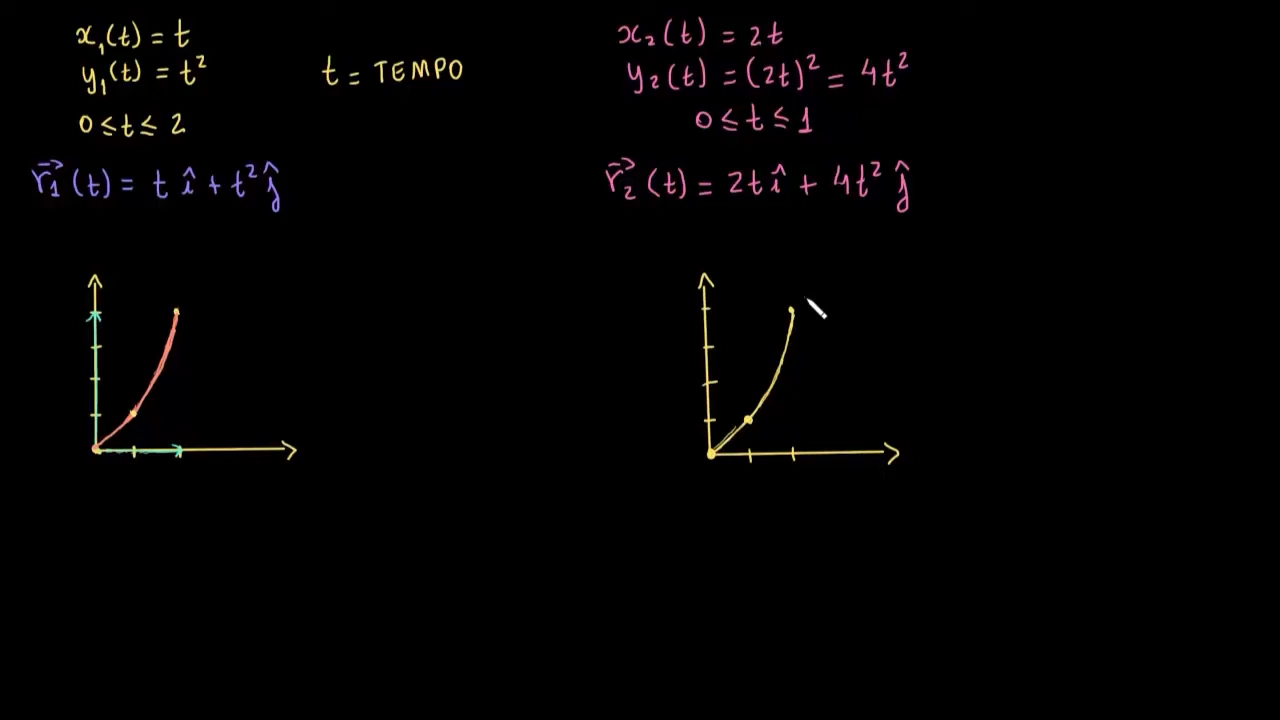 x₁(t) = t
y₁(t) = t²
0 ≤ t ≤ 2
t = TEMPO
r⃗₁(t) = t î + t² ĵ
x₂(t) = 2t
y₂(t) = (2t)² = 4t²
0 ≤ t ≤ 1
r⃗₂(t) = 2t î + 4t² ĵ